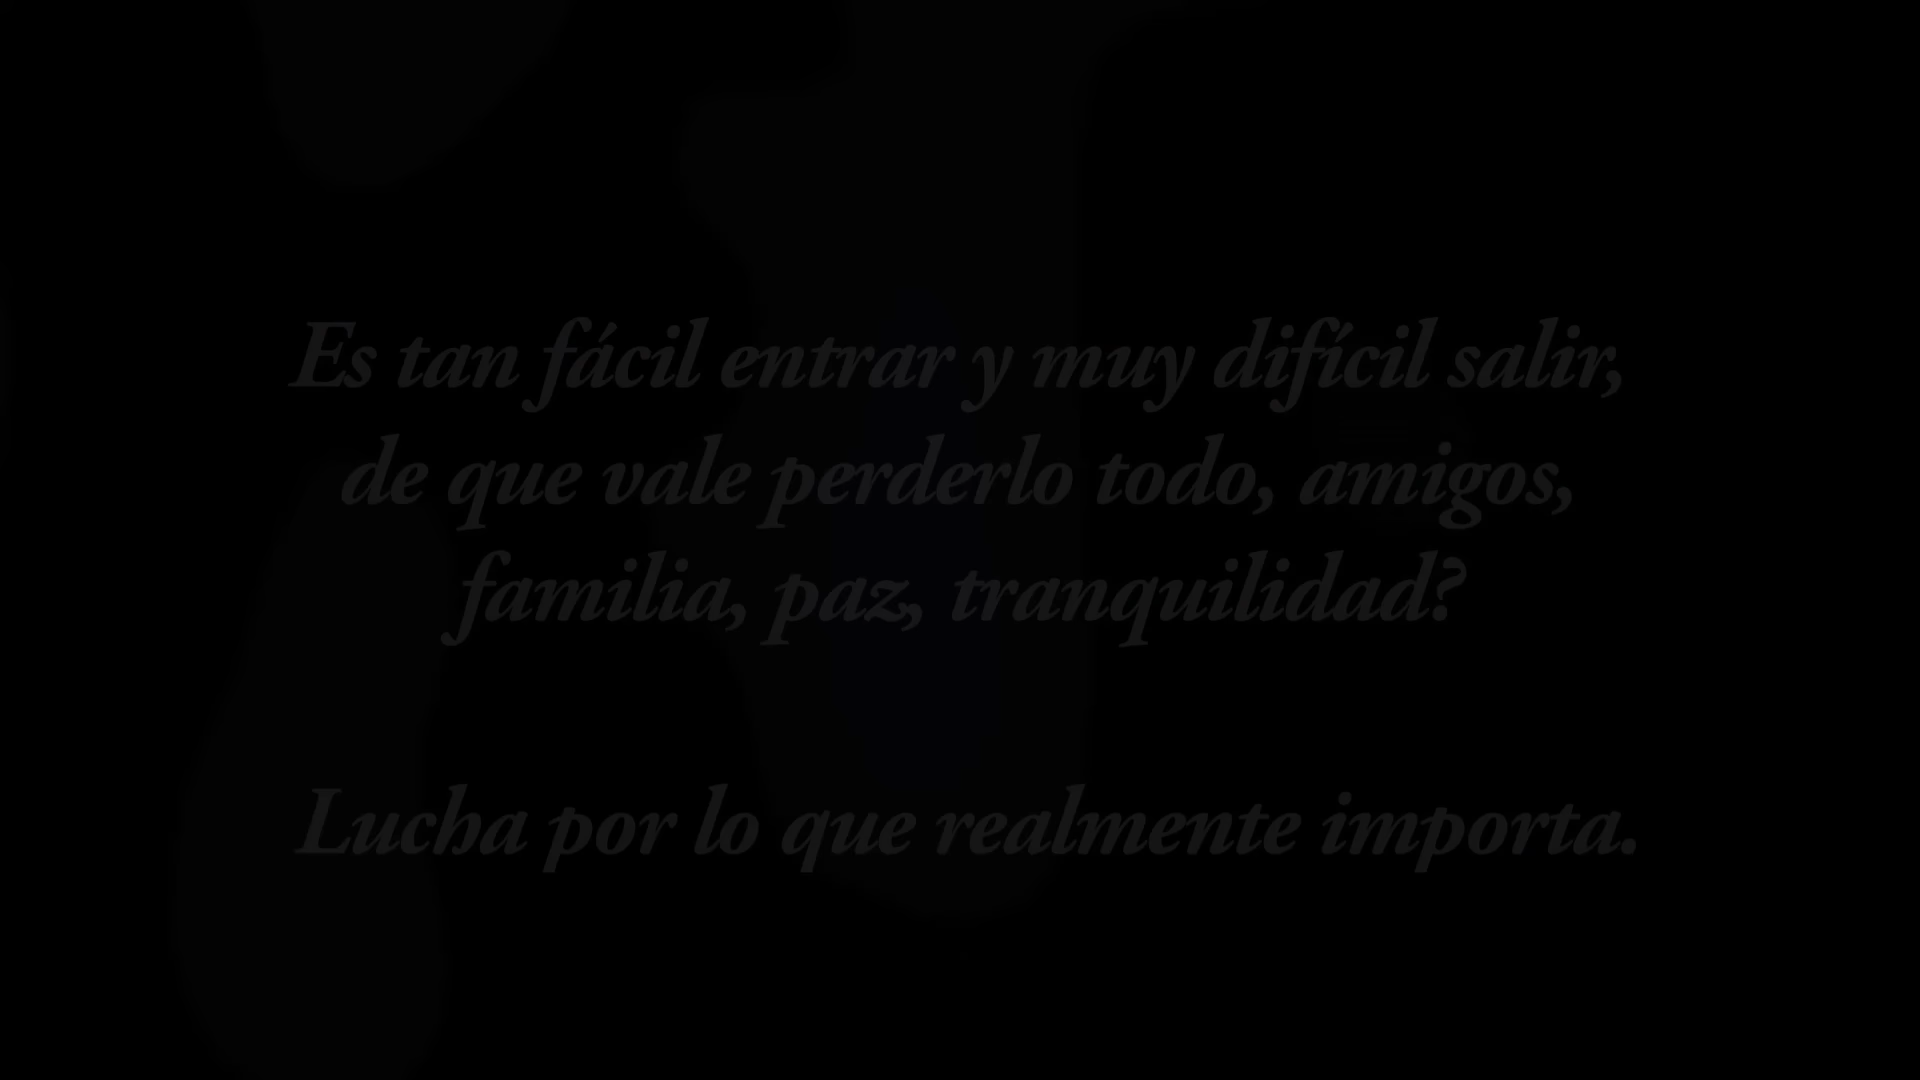 Es tan fácil entrar y muy difícil salir,
de que vale perderlo todo, amigos,
familia, paz, tranquilidad?
Lucha por lo que realmente importa.